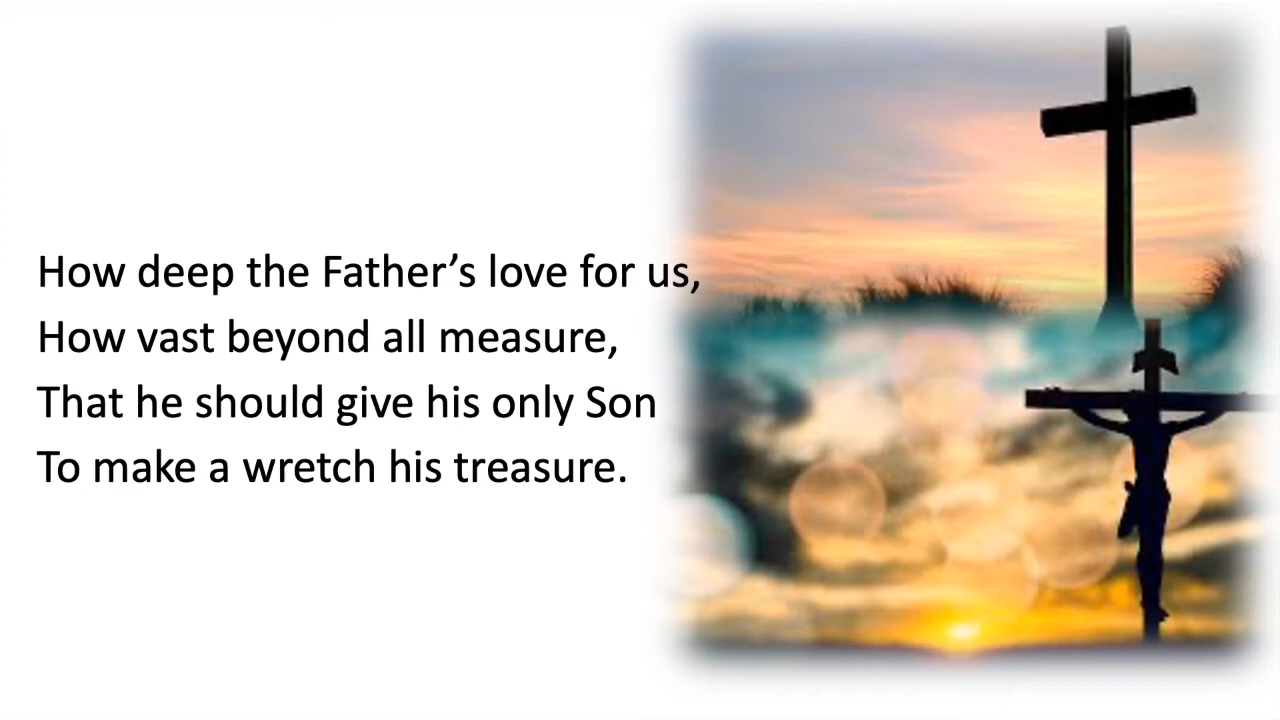 How deep the Father’s love for us,
How vast beyond all measure,
That he should give his only Son
To make a wretch his treasure.